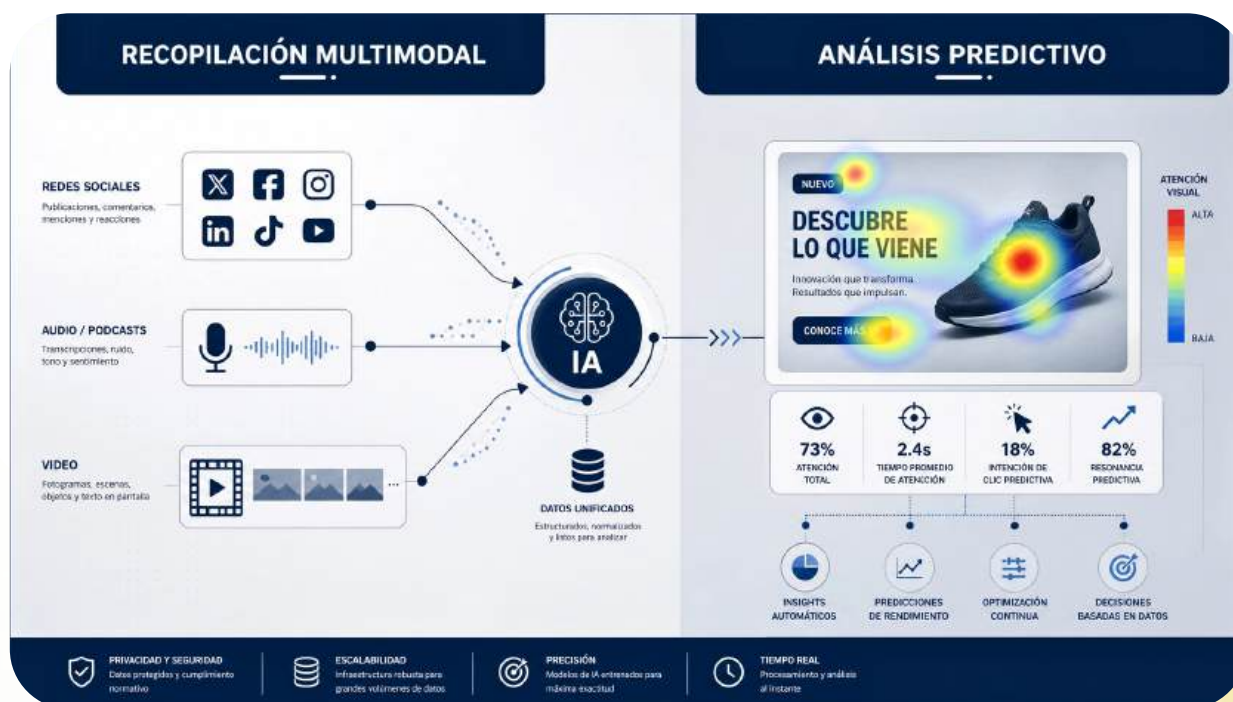 RECOPILACIÓN MULTIMODAL
REDES SOCIALES
Publicaciones, comentarios,
menciones y reacciones
AUDIO / PODCASTS
Transcripciones, ruido,
tono y sentimiento
VIDEO
Fotogramas, escenas,
objetos y texto en pantalla
IA
DATOS UNIFICADOS
Estructurados, normalizados
y listos para analizar
ANÁLISIS PREDICTIVO
NUEVO
DESCUBRE
LO QUE VIENE
Innovación que transforma.
Resultados que impulsan.
CONOCE MÁS
ATENCIÓN
VISUAL
ALTA
BAJA
73%
ATENCIÓN
TOTAL
2.4s
TIEMPO PROMEDIO
DE ATENCIÓN
18%
INTENCIÓN DE
CLIC PREDICTIVA
82%
RESONANCIA
PREDICTIVA
INSIGHTS
AUTOMÁTICOS
PREDICCIONES
DE RENDIMIENTO
OPTIMIZACIÓN
CONTINUA
DECISIONES
BASADAS EN DATOS
PRIVACIDAD Y SEGURIDAD
Datos protegidos y cumplimiento
normativo
ESCALABILIDAD
Infraestructura robusta para
grandes volúmenes de datos
PRECISIÓN
Modelos de IA entrenados para
máxima exactitud
TIEMPO REAL
Procesamiento y análisis
al instante